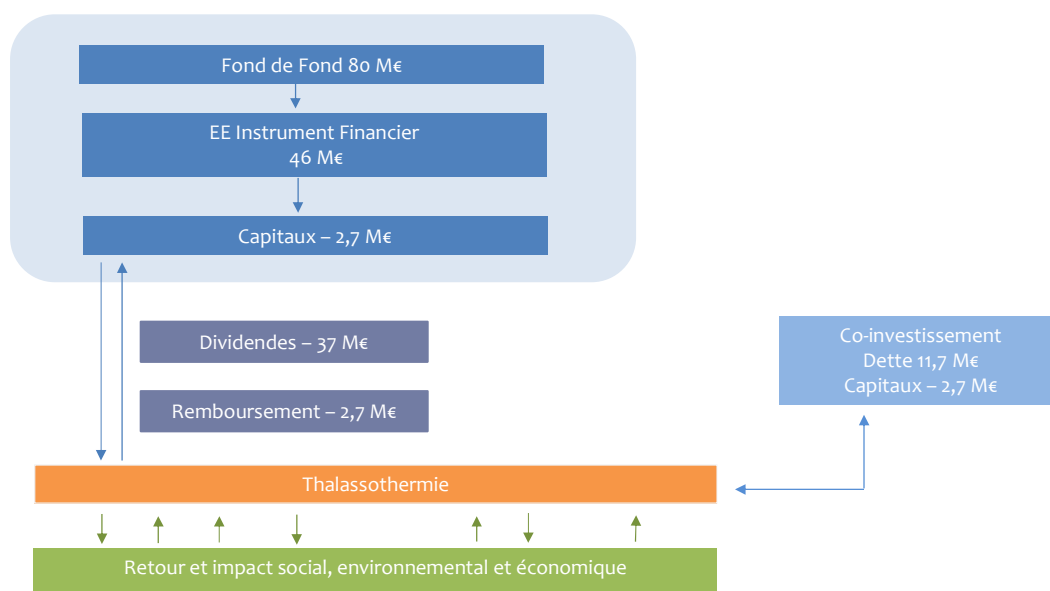 Fond de Fond 80 M€
EE Instrument Financier
46 M€
Capitaux – 2,7 M€
Dividendes – 37 M€
Remboursement – 2,7 M€
Co-investissement
Dette 11,7 M€
Capitaux – 2,7 M€
Thalassothermie
Retour et impact social, environnemental et économique